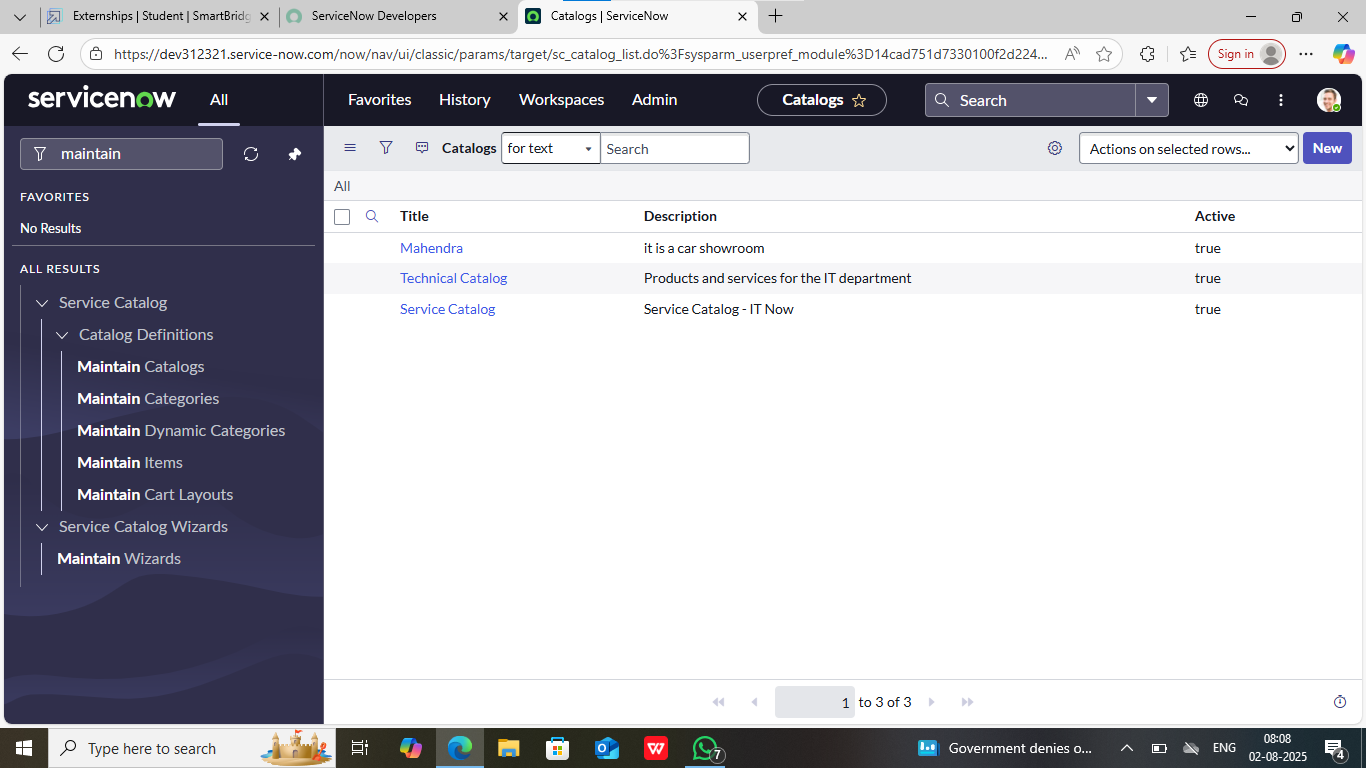 Externships | Student | SmartBridg
ServiceNow Developers
Catalogs | ServiceNow
https://dev312321.service-now.com/now/nav/ui/classic/params/target/sc_catalog_list.do%3Fsysparm_userpref_module%3D14cad751d7330100f2d224...
Sign in
servicenow
All
Favorites
History
Workspaces
Admin
Catalogs
Search
maintain
FAVORITES
No Results
ALL RESULTS
Service Catalog
Catalog Definitions
Maintain Catalogs
Maintain Categories
Maintain Dynamic Categories
Maintain Items
Maintain Cart Layouts
Service Catalog Wizards
Maintain Wizards
Catalogs
for text
Search
Actions on selected rows...
New
All
Title Description Active
Mahendra it is a car showroom true
Technical Catalog Products and services for the IT department true
Service Catalog Service Catalog - IT Now true
1 to 3 of 3
Type here to search
7
Government denies o...
ENG
08:08
02-08-2025
4